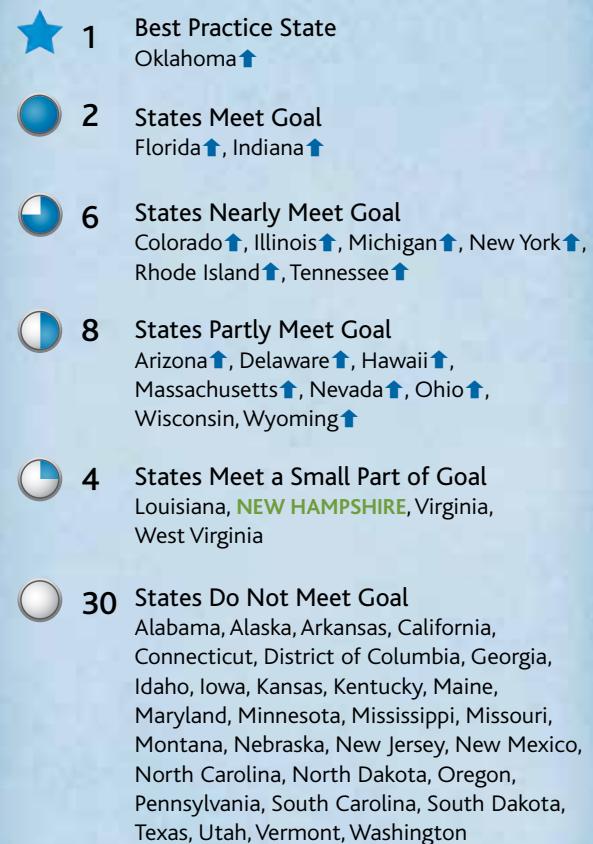 1 Best Practice State
Oklahoma⬆
2 States Meet Goal
Florida⬆, Indiana⬆
6 States Nearly Meet Goal
Colorado⬆, Illinois⬆, Michigan⬆, New York⬆,
Rhode Island⬆, Tennessee⬆
8 States Partly Meet Goal
Arizona⬆, Delaware⬆, Hawaii⬆,
Massachusetts⬆, Nevada⬆, Ohio⬆,
Wisconsin, Wyoming⬆
4 States Meet a Small Part of Goal
Louisiana, NEW HAMPSHIRE, Virginia,
West Virginia
30 States Do Not Meet Goal
Alabama, Alaska, Arkansas, California,
Connecticut, District of Columbia, Georgia,
Idaho, Iowa, Kansas, Kentucky, Maine,
Maryland, Minnesota, Mississippi, Missouri,
Montana, Nebraska, New Jersey, New Mexico,
North Carolina, North Dakota, Oregon,
Pennsylvania, South Carolina, South Dakota,
Texas, Utah, Vermont, Washington